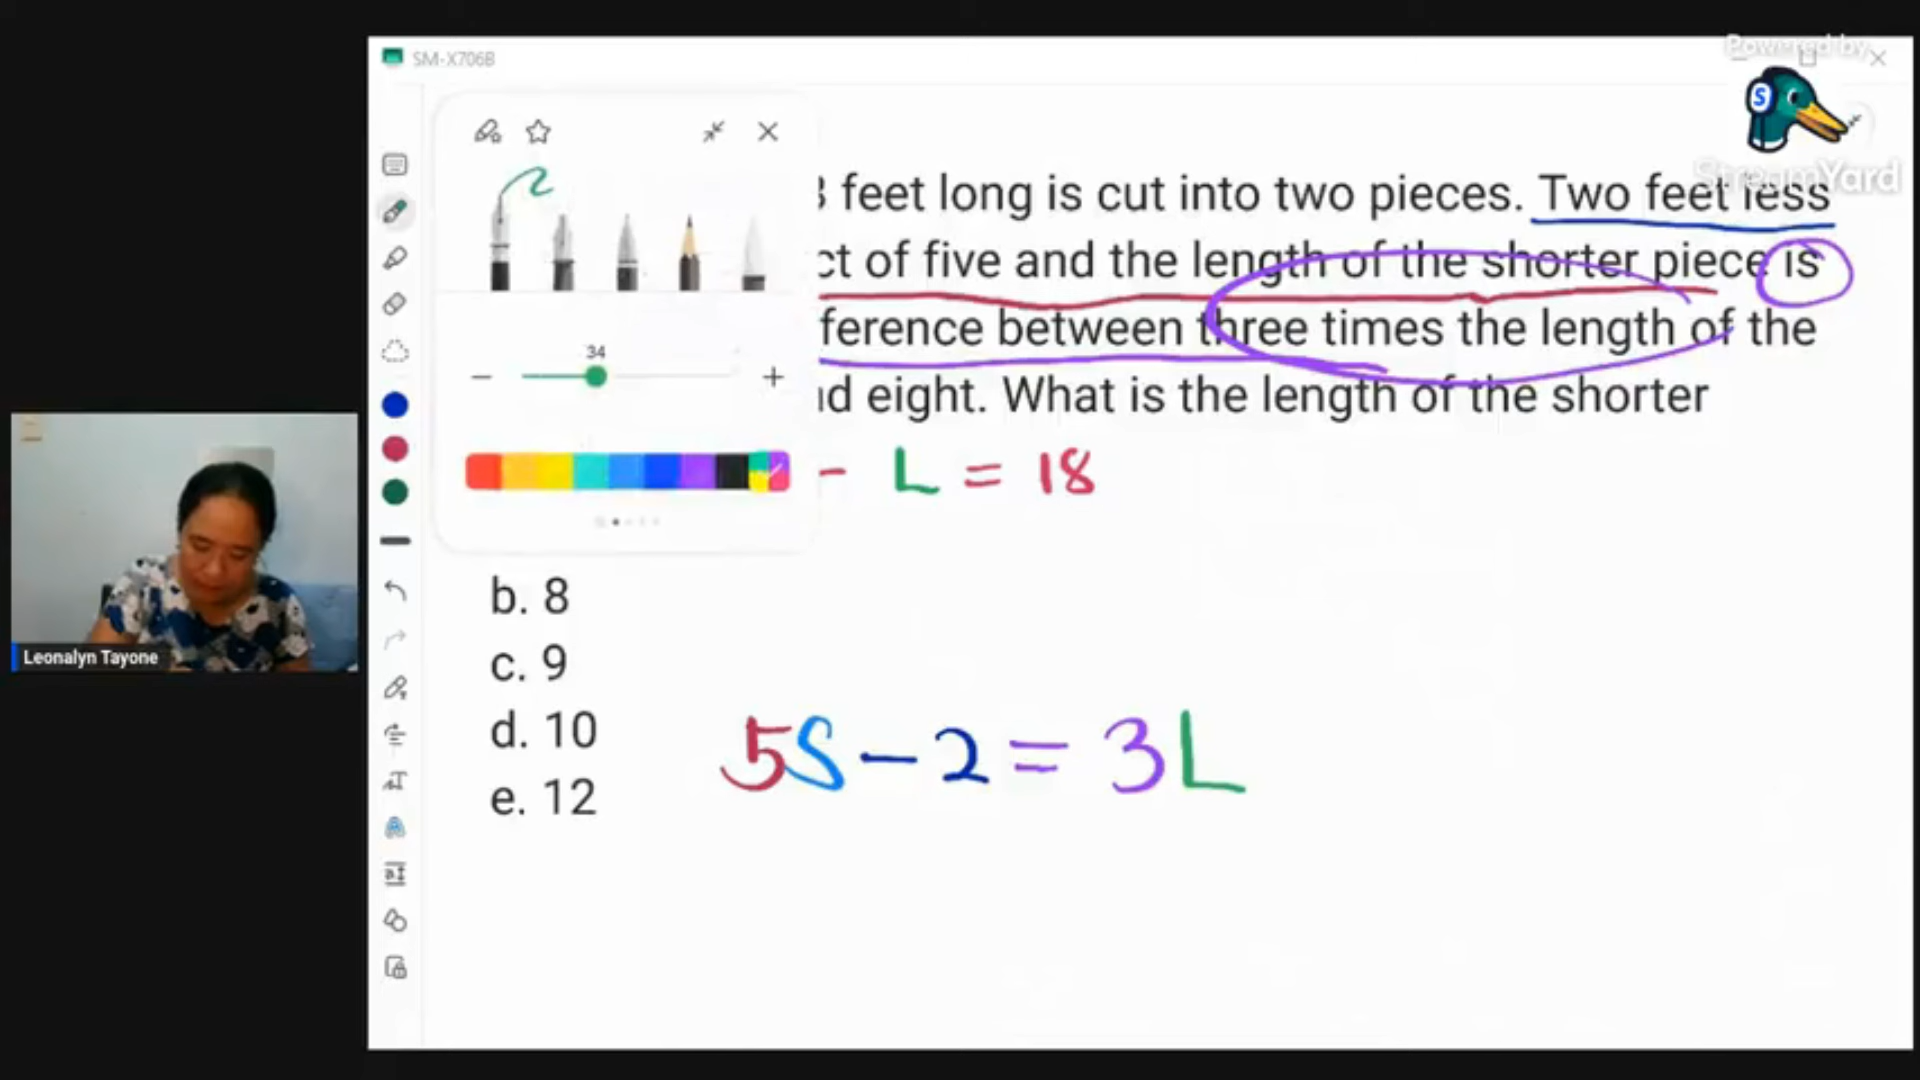 SM-X706B
Powered by
StreamYard
feet long is cut into two pieces. Two feet less
ct of five and the length of the shorter piece is
34
ference between three times the length of the
d eight. What is the length of the shorter
- L = 18
b. 8
c. 9
Leonalyn Tayone
d. 10
5S - 2 = 3L
e. 12